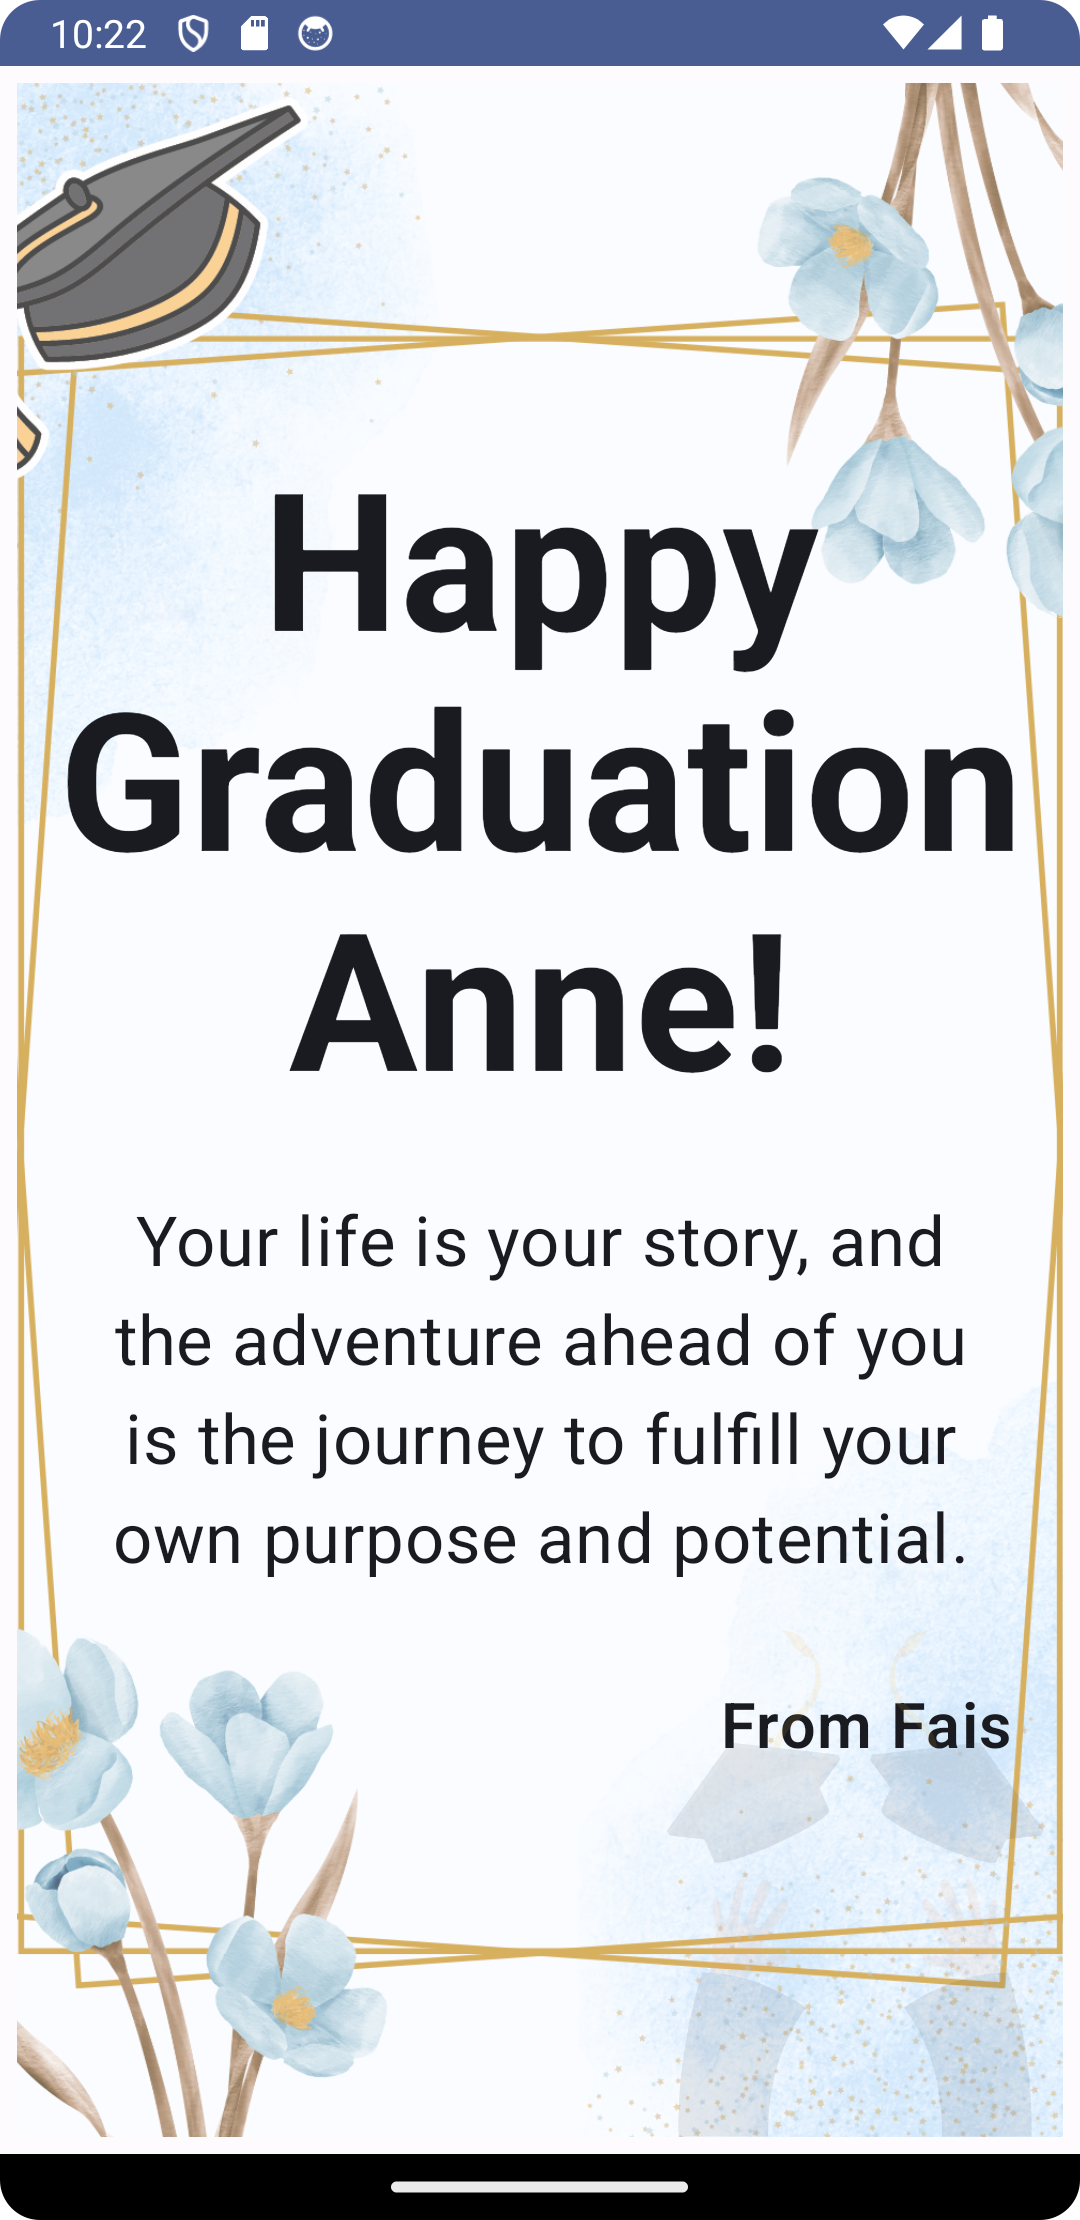 10:22
Happy
Graduation
Anne!
Your life is your story, and
the adventure ahead of you
is the journey to fulfill your
own purpose and potential.
From Fais